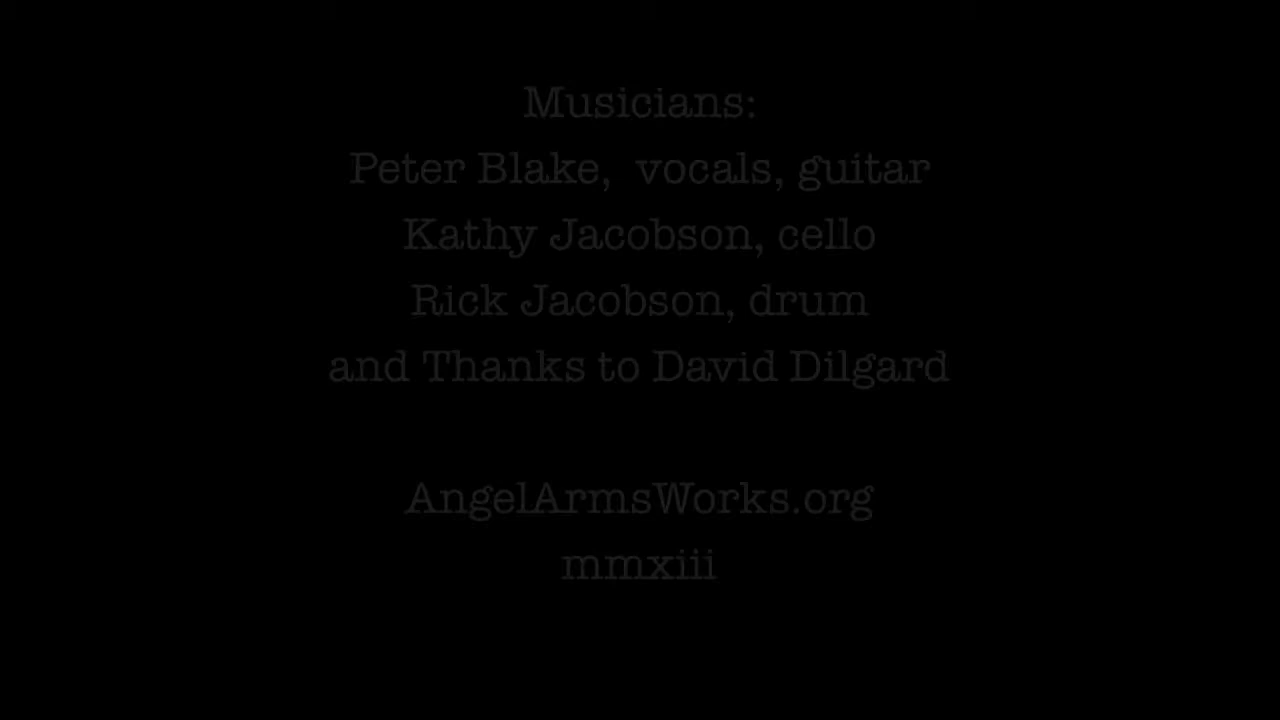 Musicians:
Peter Blake,  vocals, guitar
Kathy Jacobson, cello
Rick Jacobson, drum
and Thanks to David Dilgard
AngelArmsWorks.org
mmxiii